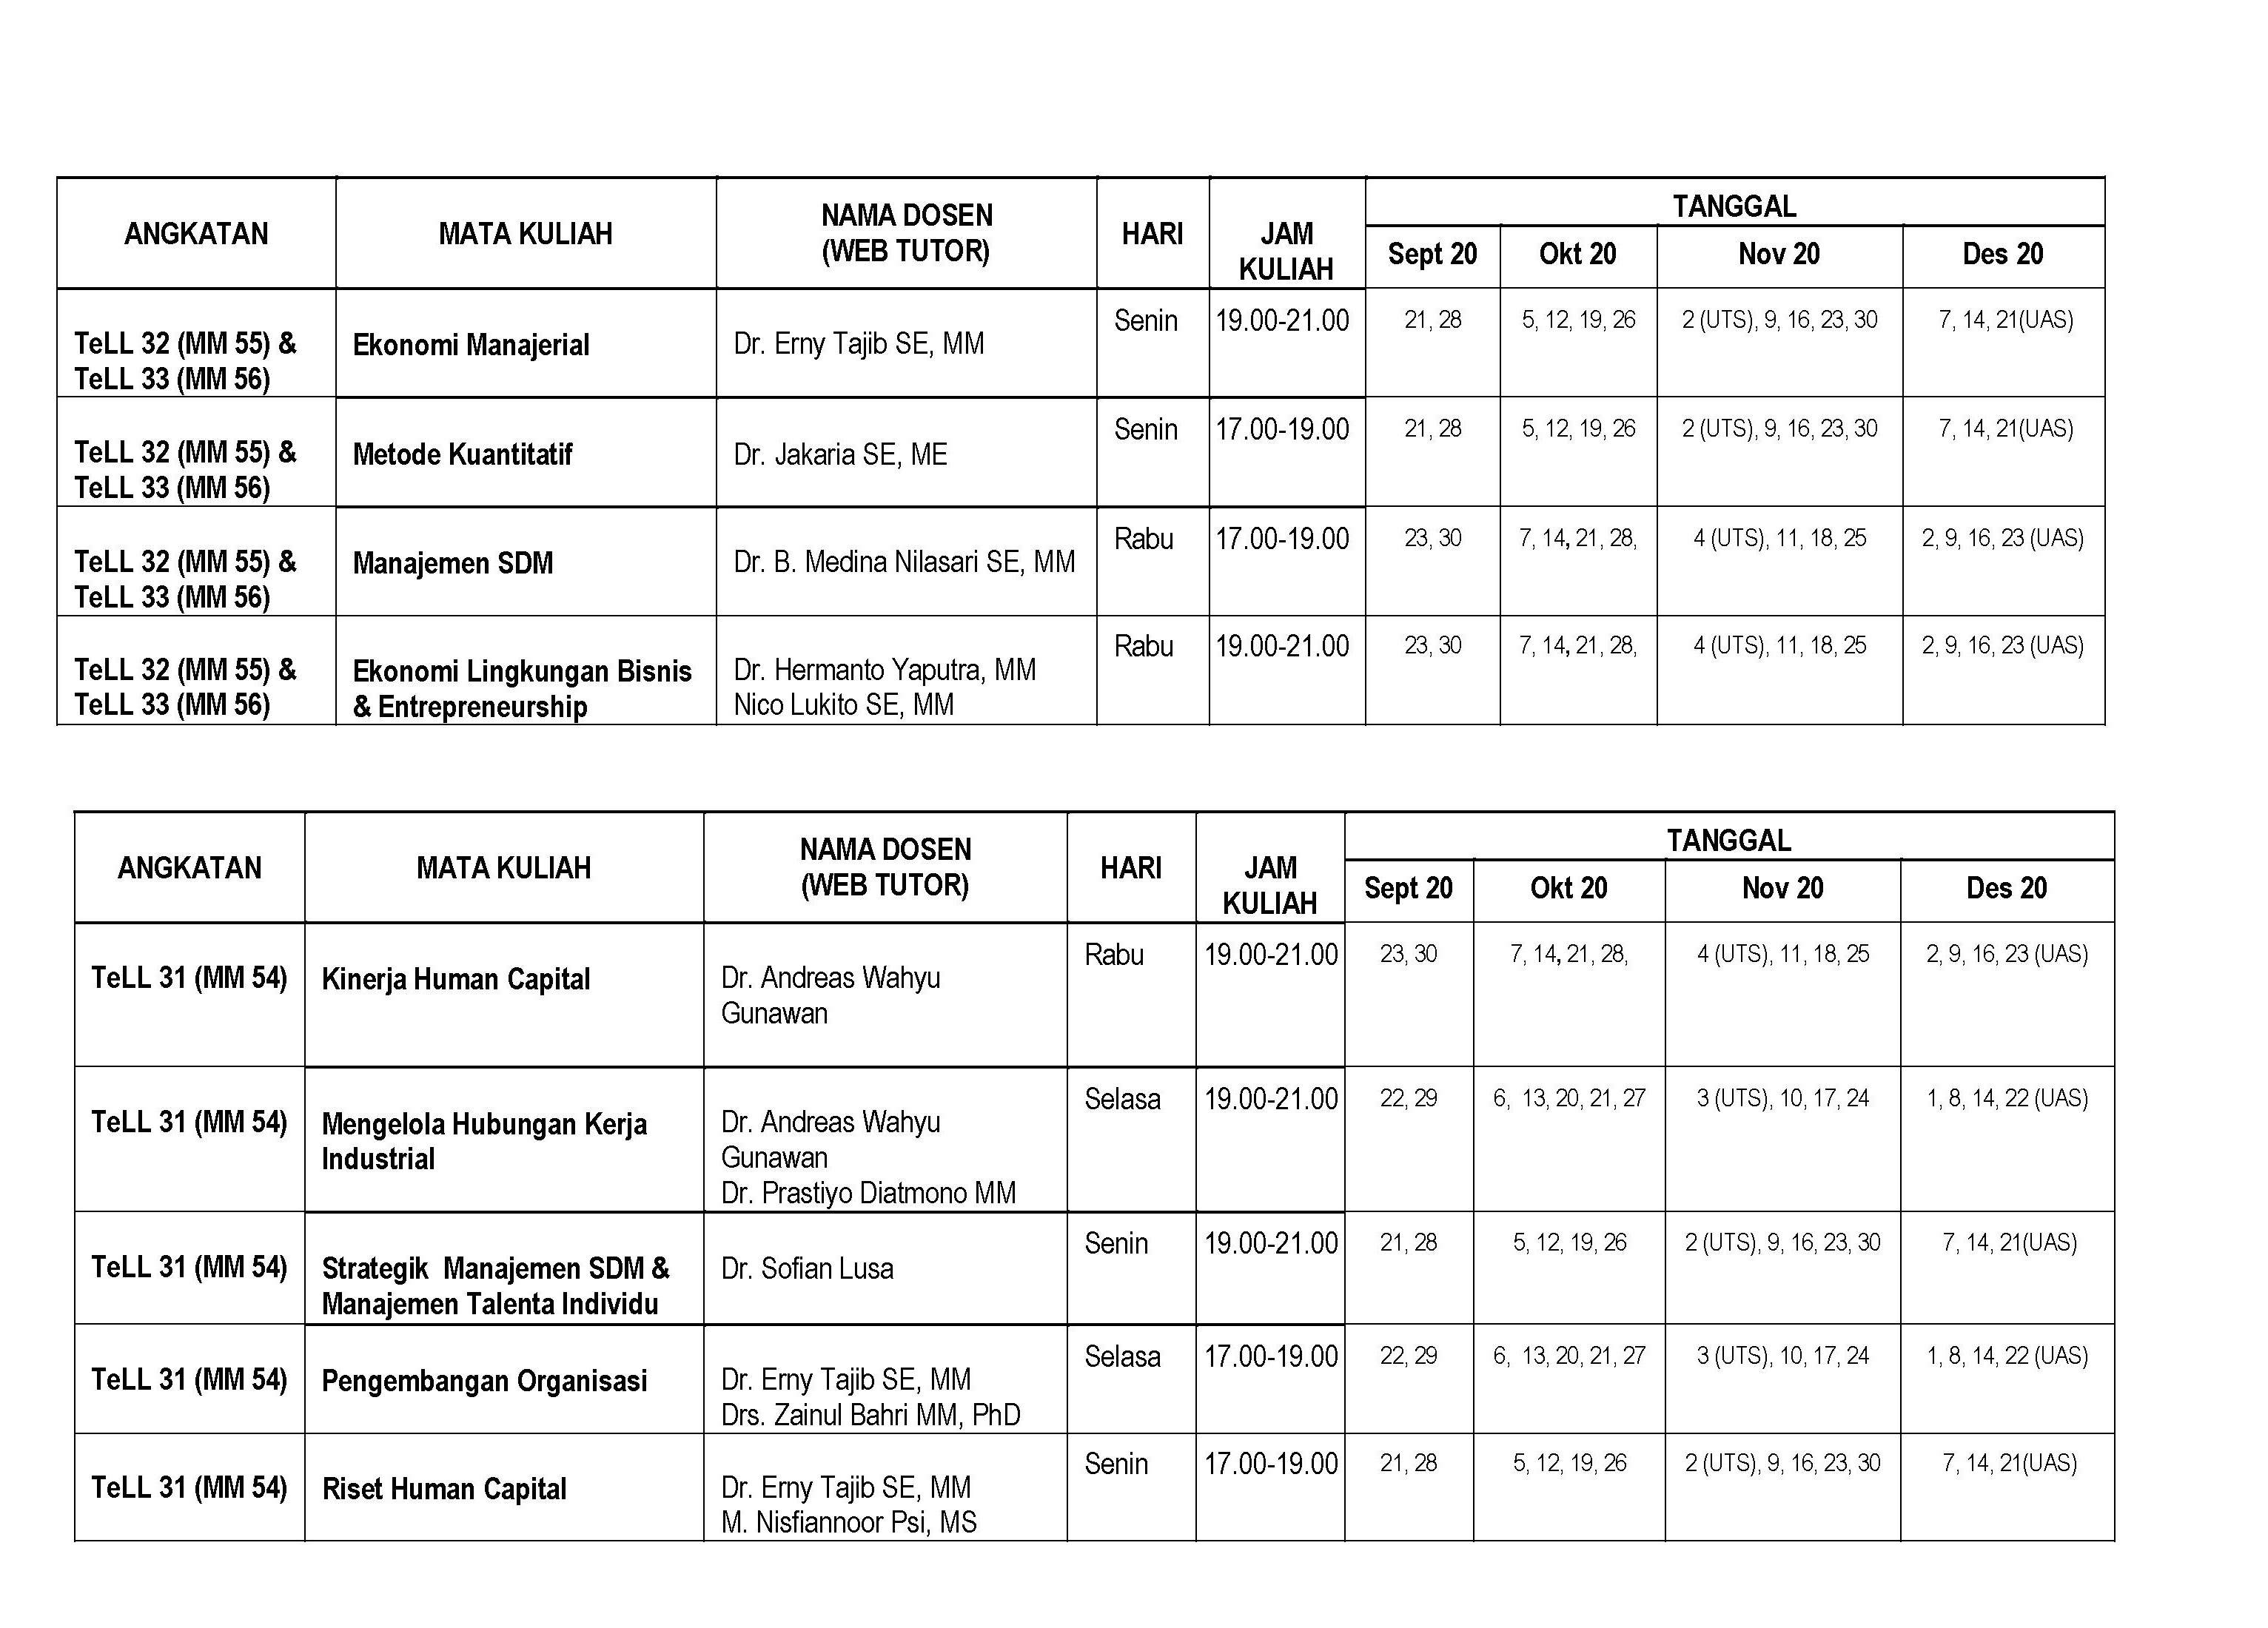 ANGKATAN MATA KULIAH NAMA DOSEN (WEB TUTOR) HARI JAM KULIAH TANGGAL
Sept 20 Okt 20 Nov 20 Des 20
TeLL 32 (MM 55) & TeLL 33 (MM 56) Ekonomi Manajerial Dr. Erny Tajib SE, MM Senin 19.00-21.00 21, 28 5, 12, 19, 26 2 (UTS), 9, 16, 23, 30 7, 14, 21(UAS)
TeLL 32 (MM 55) & TeLL 33 (MM 56) Metode Kuantitatif Dr. Jakaria SE, ME Senin 17.00-19.00 21, 28 5, 12, 19, 26 2 (UTS), 9, 16, 23, 30 7, 14, 21(UAS)
TeLL 32 (MM 55) & TeLL 33 (MM 56) Manajemen SDM Dr. B. Medina Nilasari SE, MM Rabu 17.00-19.00 23, 30 7, 14, 21, 28, 4 (UTS), 11, 18, 25 2, 9, 16, 23 (UAS)
TeLL 32 (MM 55) & TeLL 33 (MM 56) Ekonomi Lingkungan Bisnis & Entrepreneurship Dr. Hermanto Yaputra, MM Nico Lukito SE, MM Rabu 19.00-21.00 23, 30 7, 14, 21, 28, 4 (UTS), 11, 18, 25 2, 9, 16, 23 (UAS)
ANGKATAN MATA KULIAH NAMA DOSEN (WEB TUTOR) HARI JAM KULIAH TANGGAL
Sept 20 Okt 20 Nov 20 Des 20
TeLL 31 (MM 54) Kinerja Human Capital Dr. Andreas Wahyu Gunawan Rabu 19.00-21.00 23, 30 7, 14, 21, 28, 4 (UTS), 11, 18, 25 2, 9, 16, 23 (UAS)
TeLL 31 (MM 54) Mengelola Hubungan Kerja Industrial Dr. Andreas Wahyu Gunawan Dr. Prastiyo Diatmono MM Selasa 19.00-21.00 22, 29 6, 13, 20, 21, 27 3 (UTS), 10, 17, 24 1, 8, 14, 22 (UAS)
TeLL 31 (MM 54) Strategik Manajemen SDM & Manajemen Talenta Individu Dr. Sofian Lusa Senin 19.00-21.00 21, 28 5, 12, 19, 26 2 (UTS), 9, 16, 23, 30 7, 14, 21(UAS)
TeLL 31 (MM 54) Pengembangan Organisasi Dr. Erny Tajib SE, MM Drs. Zainul Bahri MM, PhD Selasa 17.00-19.00 22, 29 6, 13, 20, 21, 27 3 (UTS), 10, 17, 24 1, 8, 14, 22 (UAS)
TeLL 31 (MM 54) Riset Human Capital Dr. Erny Tajib SE, MM M. Nisfiannoor Psi, MS Senin 17.00-19.00 21, 28 5, 12, 19, 26 2 (UTS), 9, 16, 23, 30 7, 14, 21(UAS)